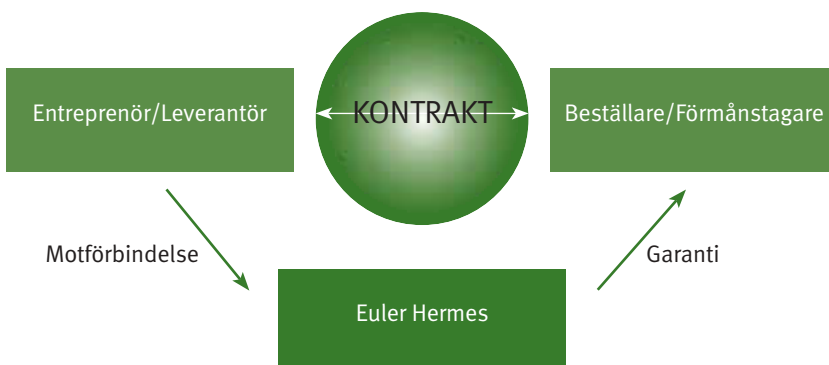 Entreprenör/Leverantör
KONTRAKT
Beställare/Förmånstagare
Motförbindelse
Garanti
Euler Hermes